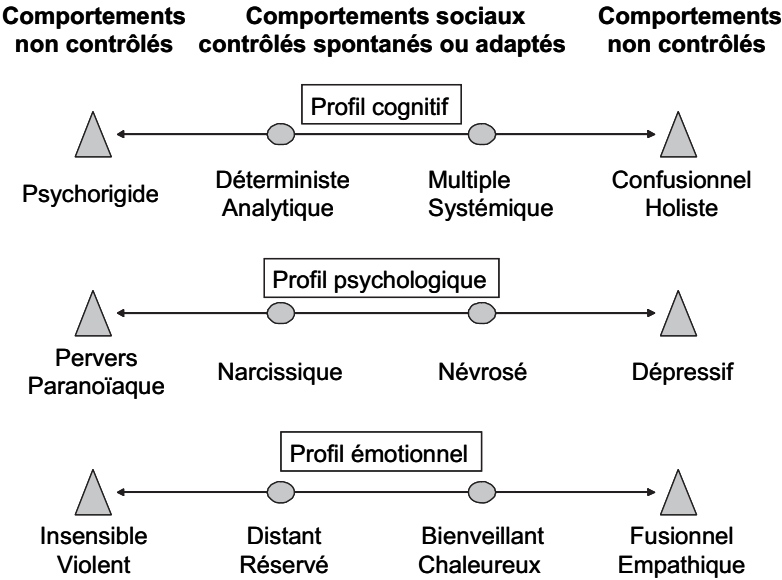 Comportements
non contrôlés
Comportements sociaux
contrôlés spontanés ou adaptés
Comportements
non contrôlés
Profil cognitif
Psychorigide
Déterministe
Analytique
Multiple
Systémique
Confusionnel
Holiste
Profil psychologique
Pervers
Paranoïaque
Narcissique
Névrosé
Dépressif
Profil émotionnel
Insensible
Violent
Distant
Réservé
Bienveillant
Chaleureux
Fusionnel
Empathique